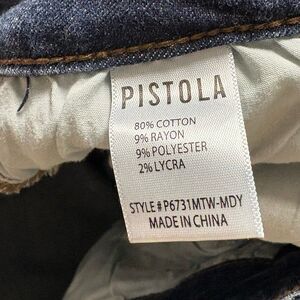 PISTOLA
80% COTTON
9% RAYON
9% POLYESTER
2% LYCRA
STYLE # P6731MTW-MDY
MADE IN CHINA